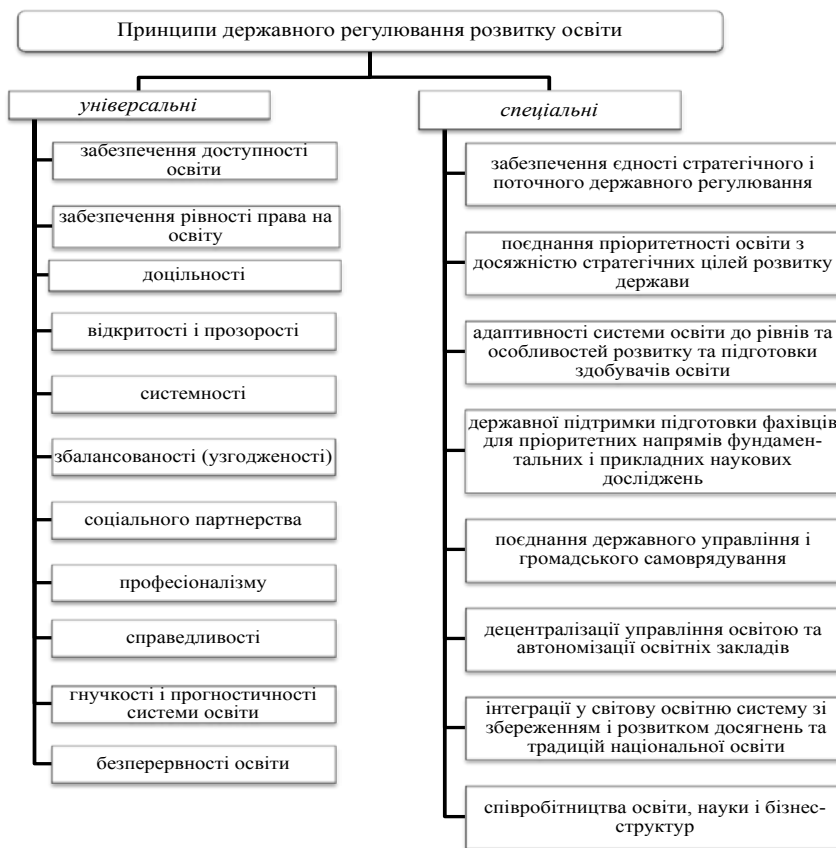 Принципи державного регулювання розвитку освіти
універсальні
забезпечення доступності
освіти
забезпечення рівності права на
освіту
доцільності
відкритості і прозорості
системності
збалансованості (узгодженості)
соціального партнерства
професіоналізму
справедливості
гнучкості і прогностичності
системи освіти
безперервності освіти
спеціальні
забезпечення єдності стратегічного і
поточного державного регулювання
поєднання пріоритетності освіти з
досяжністю стратегічних цілей розвитку
держави
адаптивності системи освіти до рівнів та
особливостей розвитку та підготовки
здобувачів освіти
державної підтримки підготовки фахівців
для пріоритетних напрямів фундамен-
тальних і прикладних наукових
досліджень
поєднання державного управління і
громадського самоврядування
децентралізації управління освітою та
автономізації освітніх закладів
інтеграції у світову освітню систему зі
збереженням і розвитком досягнень та
традицій національної освіти
співробітництва освіти, науки і бізнес-
структур